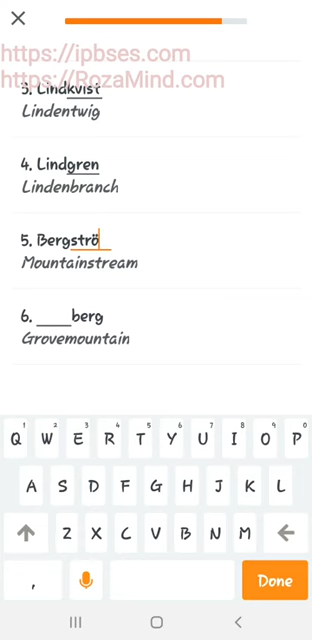 https://ipbses.com
https://RozaMind.com
3. Lindkvist
Lindentwig
4. Lindgren
Lindenbranch
5. Bergströ
Mountainstream
6. ____berg
Grovemountain
1 2 3 4 5 6 7 8 9 0
Q W E R T Y U I O P
A S D F G H J K L
Z X C V B N M
, Done